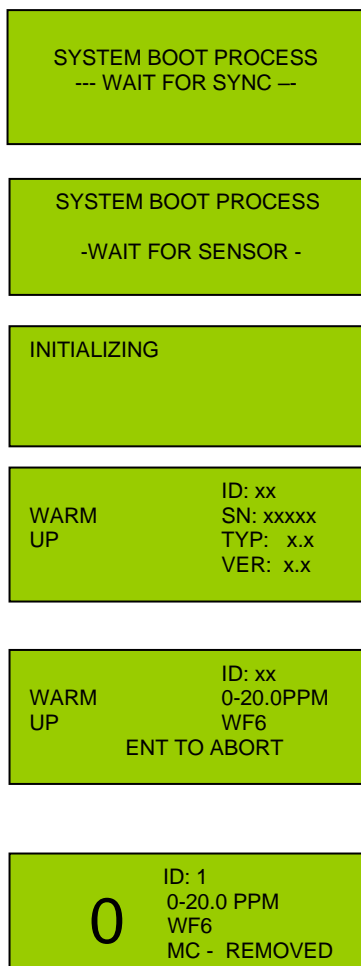 SYSTEM BOOT PROCESS
--- WAIT FOR SYNC –-
SYSTEM BOOT PROCESS
-WAIT FOR SENSOR -
INITIALIZING
ID: xx
WARM SN: xxxxx
UP TYP: x.x
VER: x.x
ID: xx
WARM 0-20.0PPM
UP WF6
ENT TO ABORT
ID: 1
0-20.0 PPM
0 WF6
MC - REMOVED